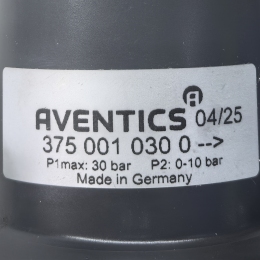 AVENTICS 04/25
375 001 030 0 -->
P1max: 30 bar P2: 0-10 bar
Made in Germany